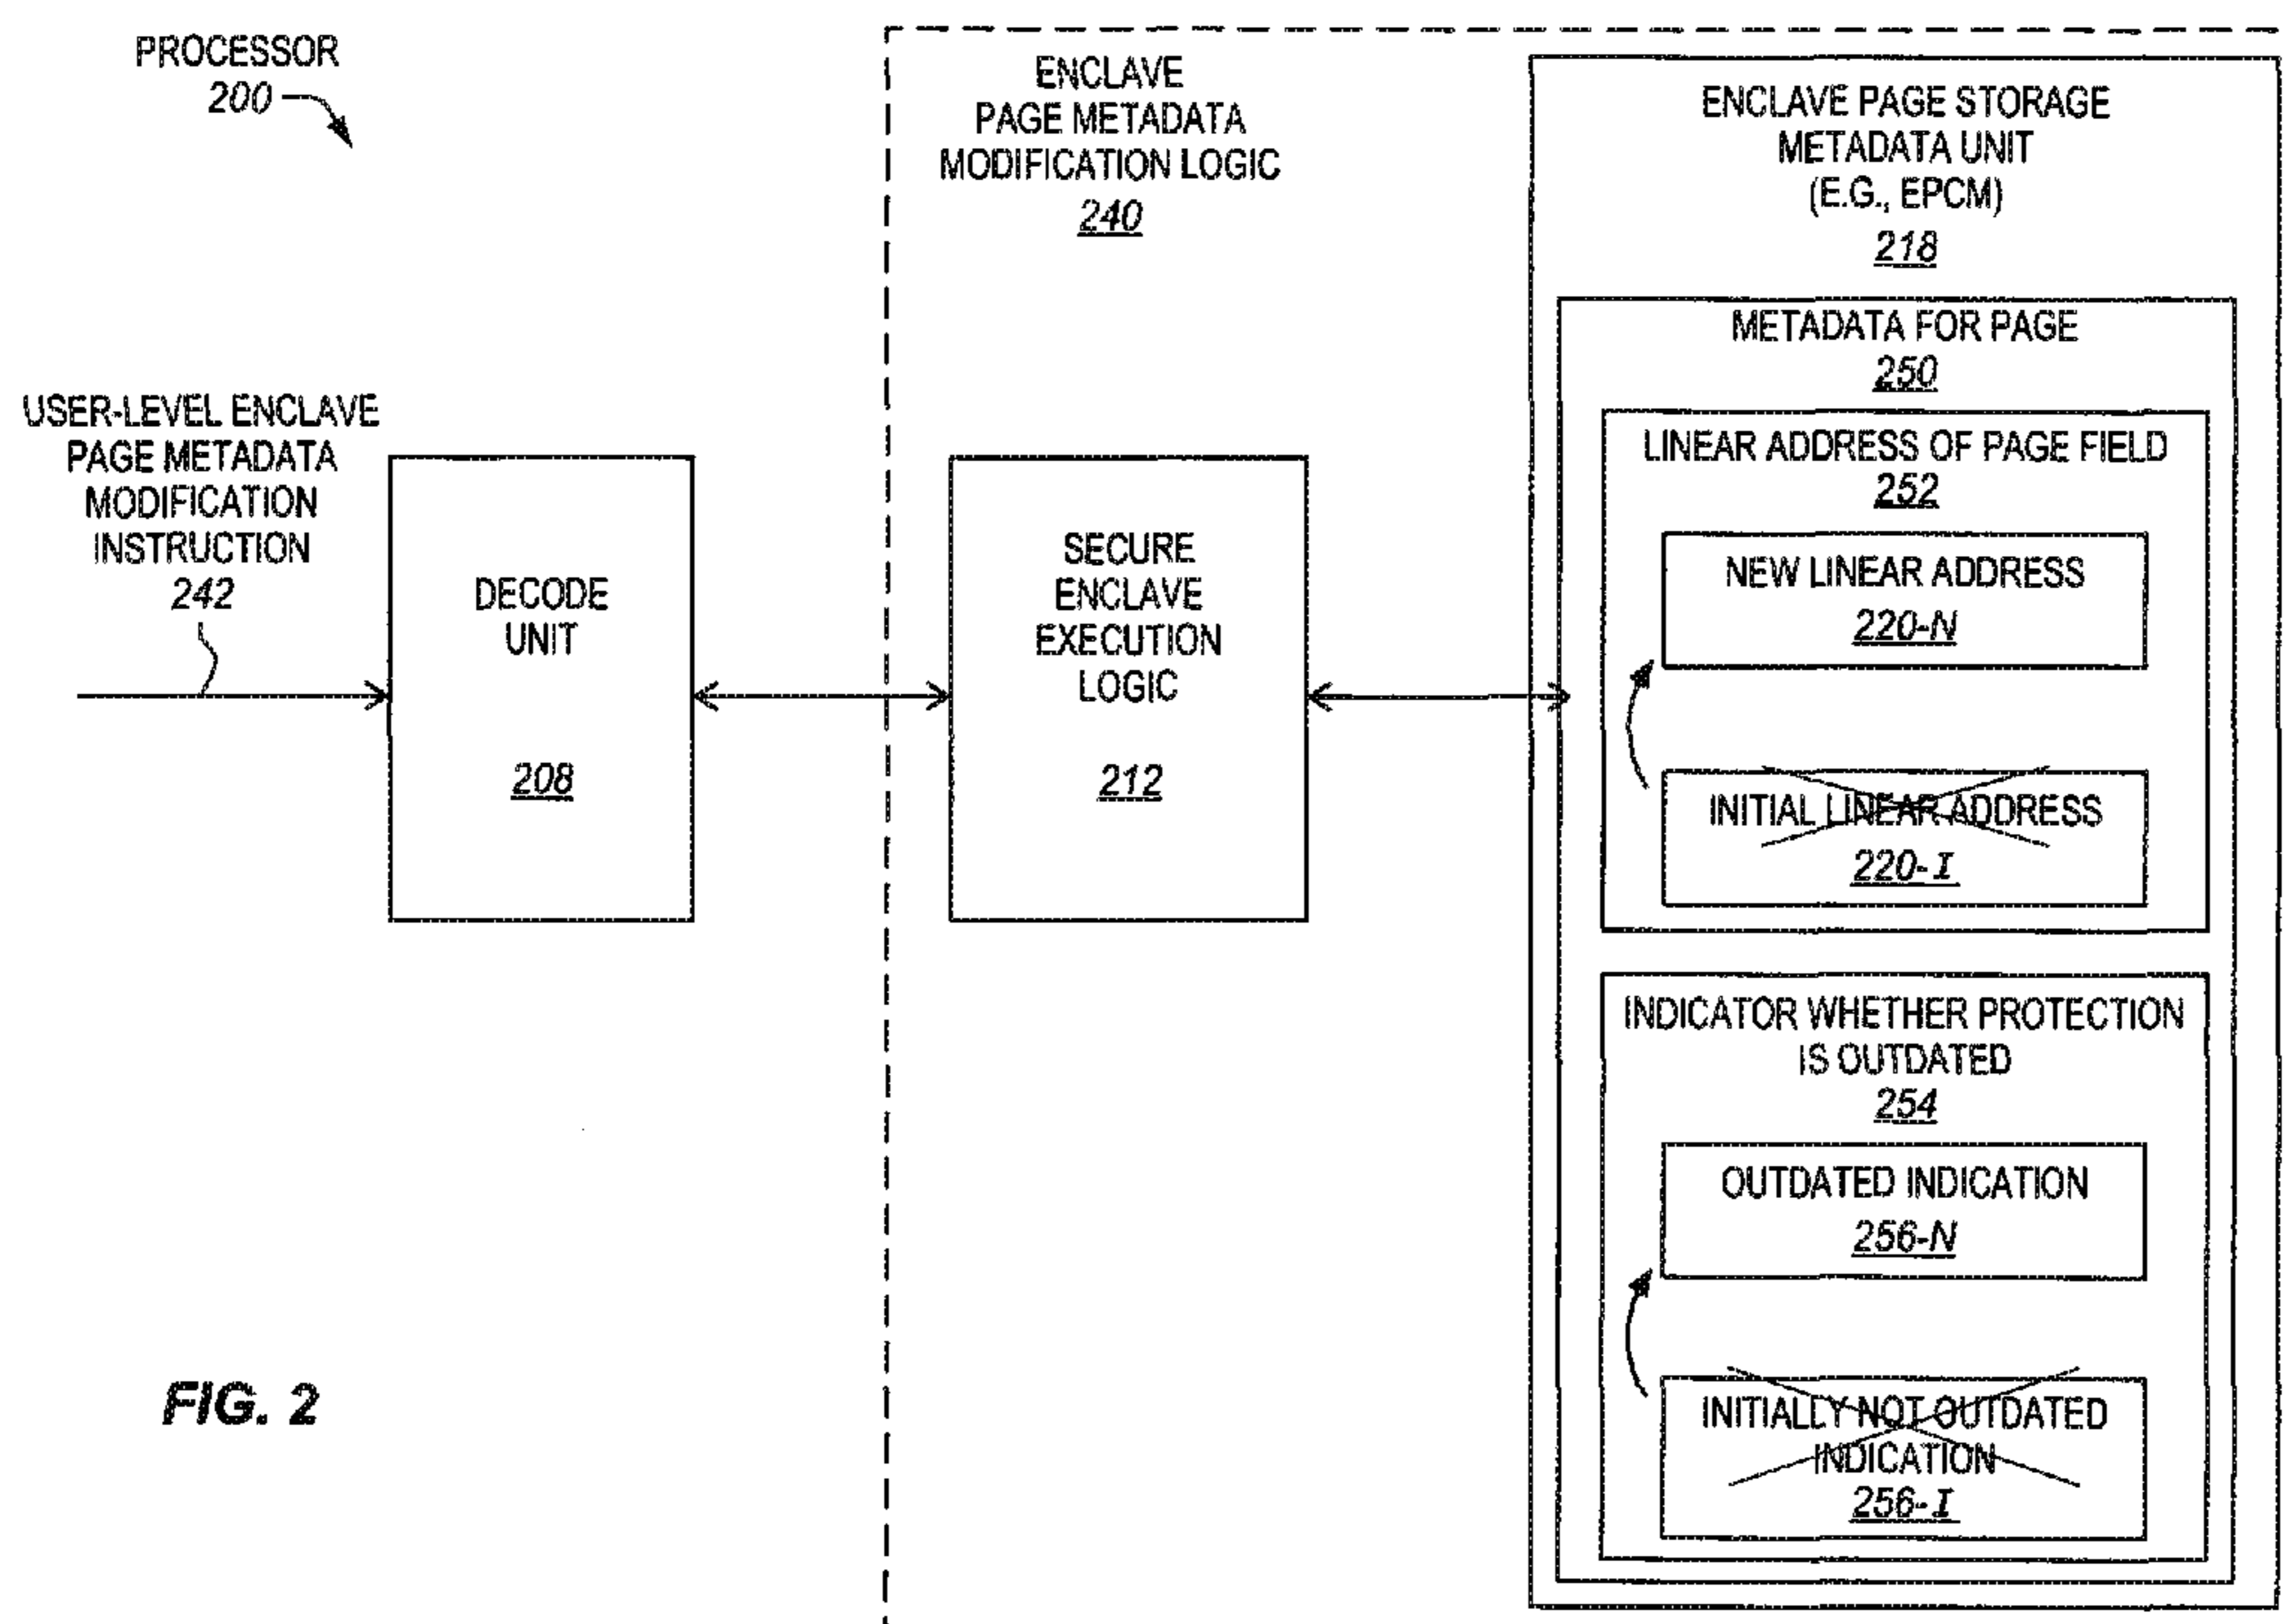 PROCESSOR
200
USER-LEVEL ENCLAVE
PAGE METADATA
MODIFICATION
INSTRUCTION
242
DECODE
UNIT
208
ENCLAVE
PAGE METADATA
MODIFICATION LOGIC
240
SECURE
ENCLAVE
EXECUTION
LOGIC
212
ENCLAVE PAGE STORAGE
METADATA UNIT
(E.G., EPCM)
218
METADATA FOR PAGE
250
LINEAR ADDRESS OF PAGE FIELD
252
NEW LINEAR ADDRESS
220-N
INITIAL LINEAR ADDRESS
220-I
INDICATOR WHETHER PROTECTION
IS OUTDATED
254
OUTDATED INDICATION
256-N
INITIALLY NOT OUTDATED
INDICATION
256-I
FIG. 2